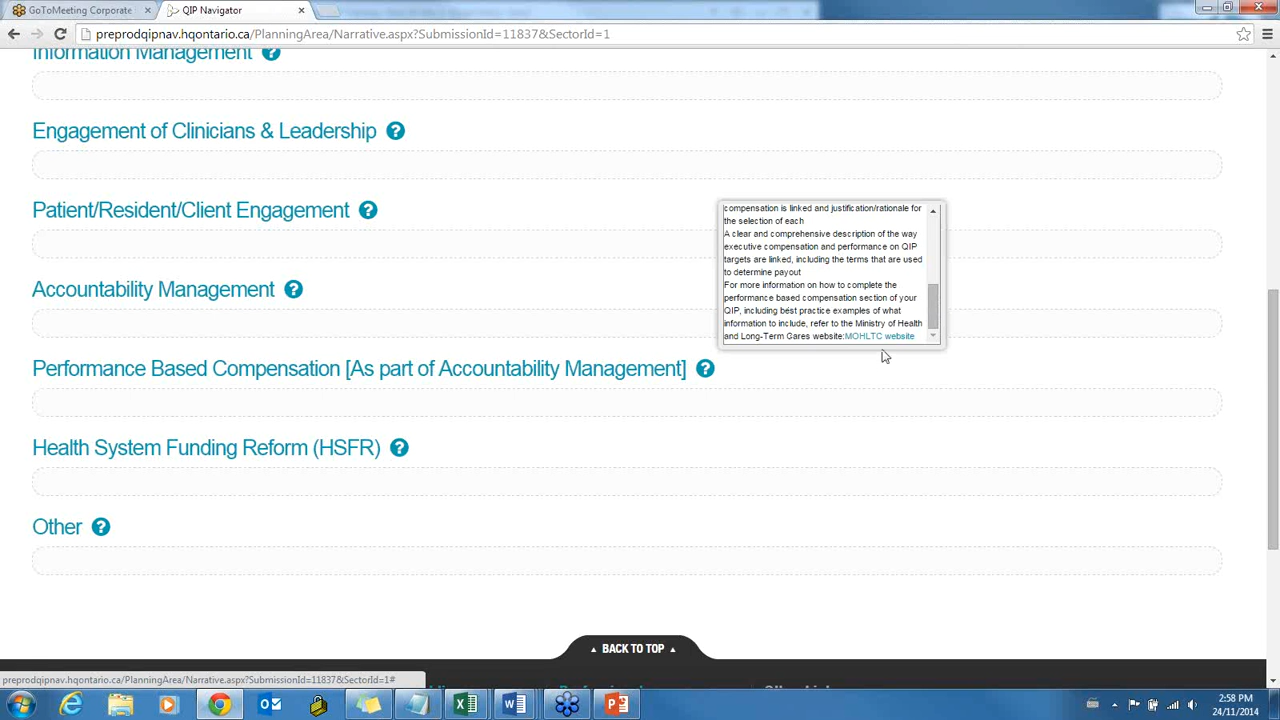 GoToMeeting Corporate
QIP Navigator
preprodqipnav.hqontario.ca/PlanningArea/Narrative.aspx?SubmissionId=11837&SectorId=1
Information Management
Engagement of Clinicians & Leadership
Patient/Resident/Client Engagement
compensation is linked and justification/rationale for
the selection of each
A clear and comprehensive description of the way
executive compensation and performance on QIP
targets are linked, including the terms that are used
to determine payout
For more information on how to complete the
performance based compensation section of your
QIP, including best practice examples of what
information to include, refer to the Ministry of Health
and Long-Term Cares website:MOHLTC website
Accountability Management
Performance Based Compensation [As part of Accountability Management]
Health System Funding Reform (HSFR)
Other
BACK TO TOP
preprodqipnav.hqontario.ca/PlanningArea/Narrative.aspx?SubmissionId=11837&SectorId=1#
2:58 PM
24/11/2014